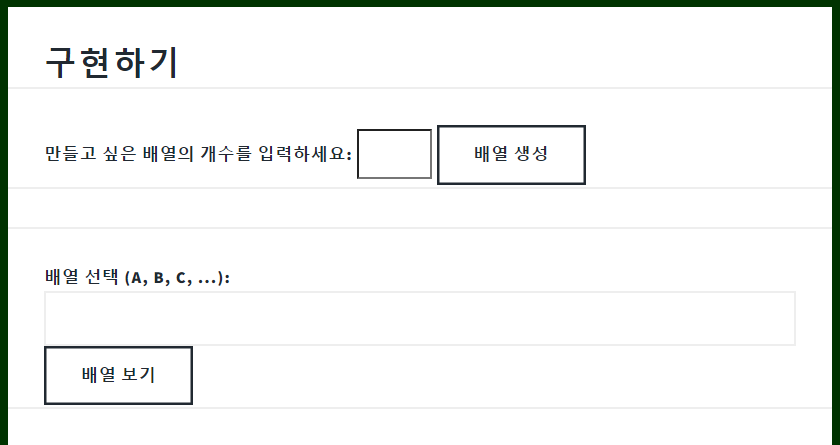 구현하기
만들고 싶은 배열의 개수를 입력하세요: 배열 생성
배열 선택 (A, B, C, ...):
배열 보기